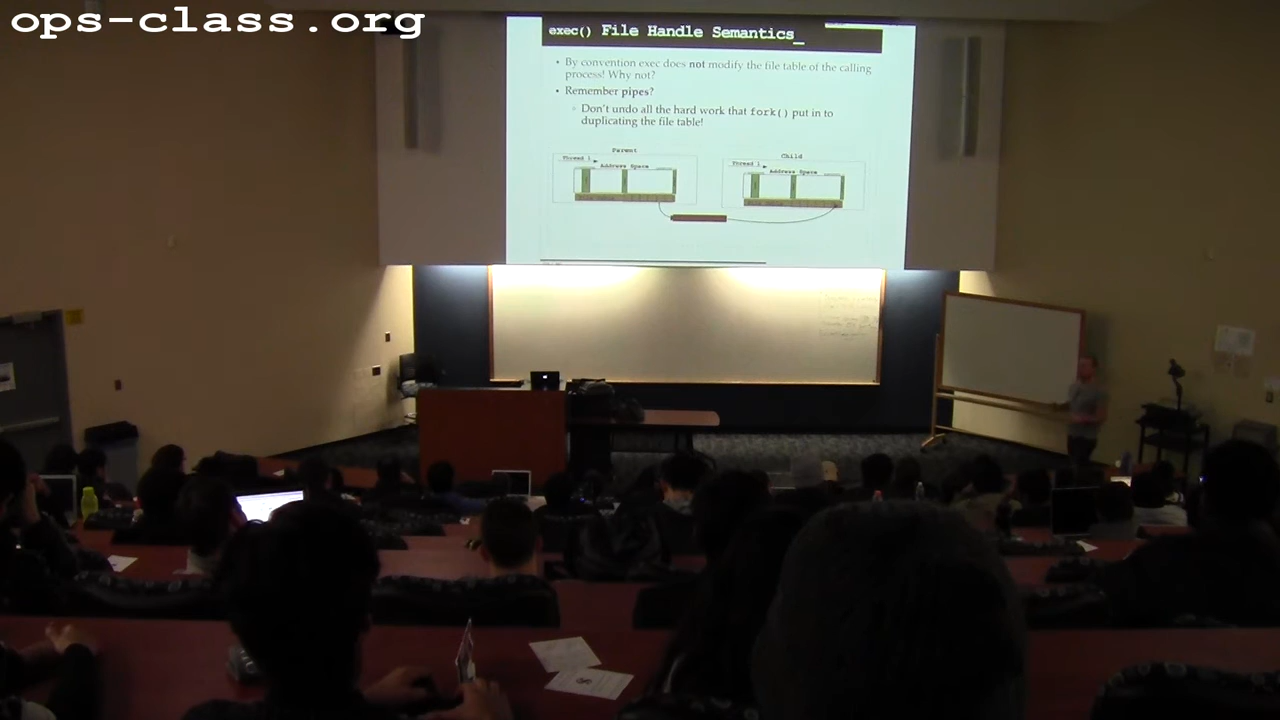 ops-class.org
exec() File Handle Semantics_
• By convention exec does not modify the file table of the calling
process! Why not?
• Remember pipes?
Don't undo all the hard work that fork() put in to
duplicating the file table!
Parent
Child
Thread 1
Thread 1
Address Space
Address Space